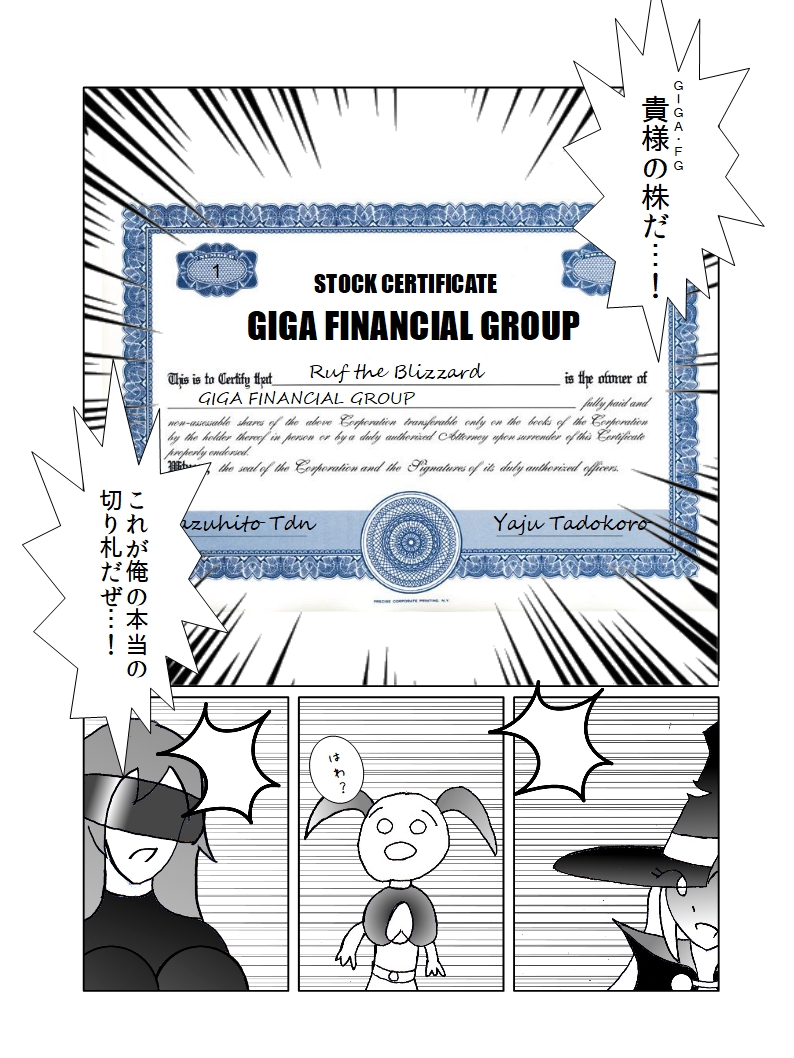 GIGA・FG
貴様の株だ…！
1
STOCK CERTIFICATE
GIGA FINANCIAL GROUP
This is to Certify that Ruf the Blizzard is the owner of
GIGA FINANCIAL GROUP fully paid and
non-assessable shares of the above Corporation transferable only on the books of the Corporation
by the holder thereof in person or by a duly authorized Attorney upon surrender of this Certificate
properly endorsed.
the seal of the Corporation and the Signatures of its duly authorized officers.
azuhito Tdn Yaju Tadokoro
PRECISE CORPORATE PRINTING, N.Y.
これが俺の本当の
切り札だぜ…！
はわ？